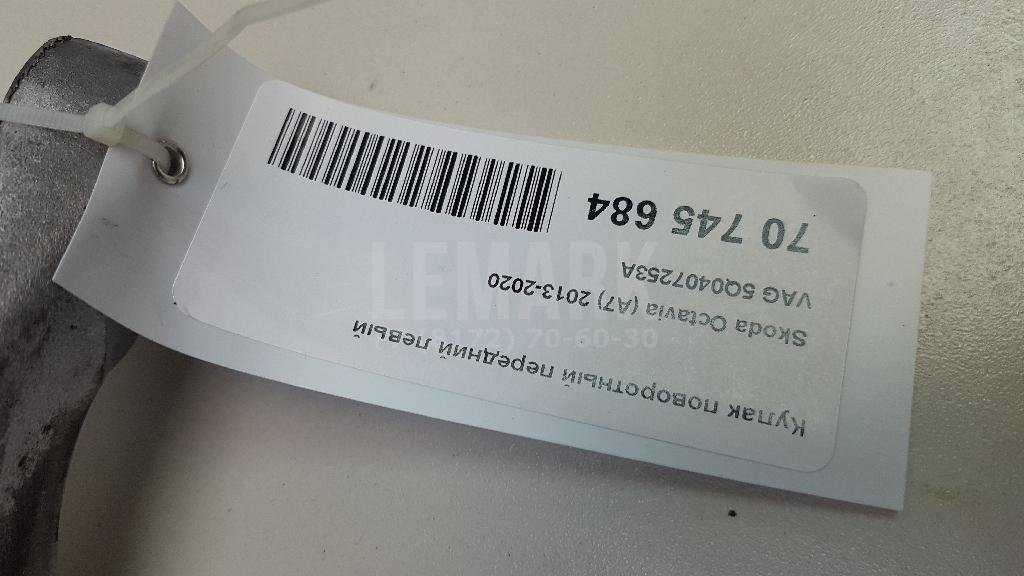 Кулак поворотный передний левый
Skoda Octavia (A7) 2013-2020
VAG 5Q0407253A
70 745 684
LEMARK
(8172) 70-60-30